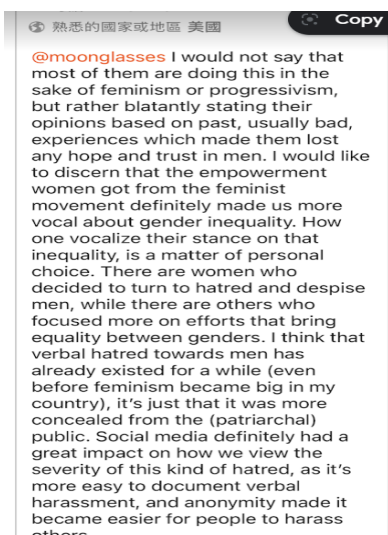 熟悉的國家或地區 美國
Copy
@moonglasses I would not say that
most of them are doing this in the
sake of feminism or progressivism,
but rather blatantly stating their
opinions based on past, usually bad,
experiences which made them lost
any hope and trust in men. I would like
to discern that the empowerment
women got from the feminist
movement definitely made us more
vocal about gender inequality. How
one vocalize their stance on that
inequality, is a matter of personal
choice. There are women who
decided to turn to hatred and despise
men, while there are others who
focused more on efforts that bring
equality between genders. I think that
verbal hatred towards men has
already existed for a while (even
before feminism became big in my
country), it’s just that it was more
concealed from the (patriarchal)
public. Social media definitely had a
great impact on how we view the
severity of this kind of hatred, as it’s
more easy to document verbal
harassment, and anonymity made it
became easier for people to harass
others